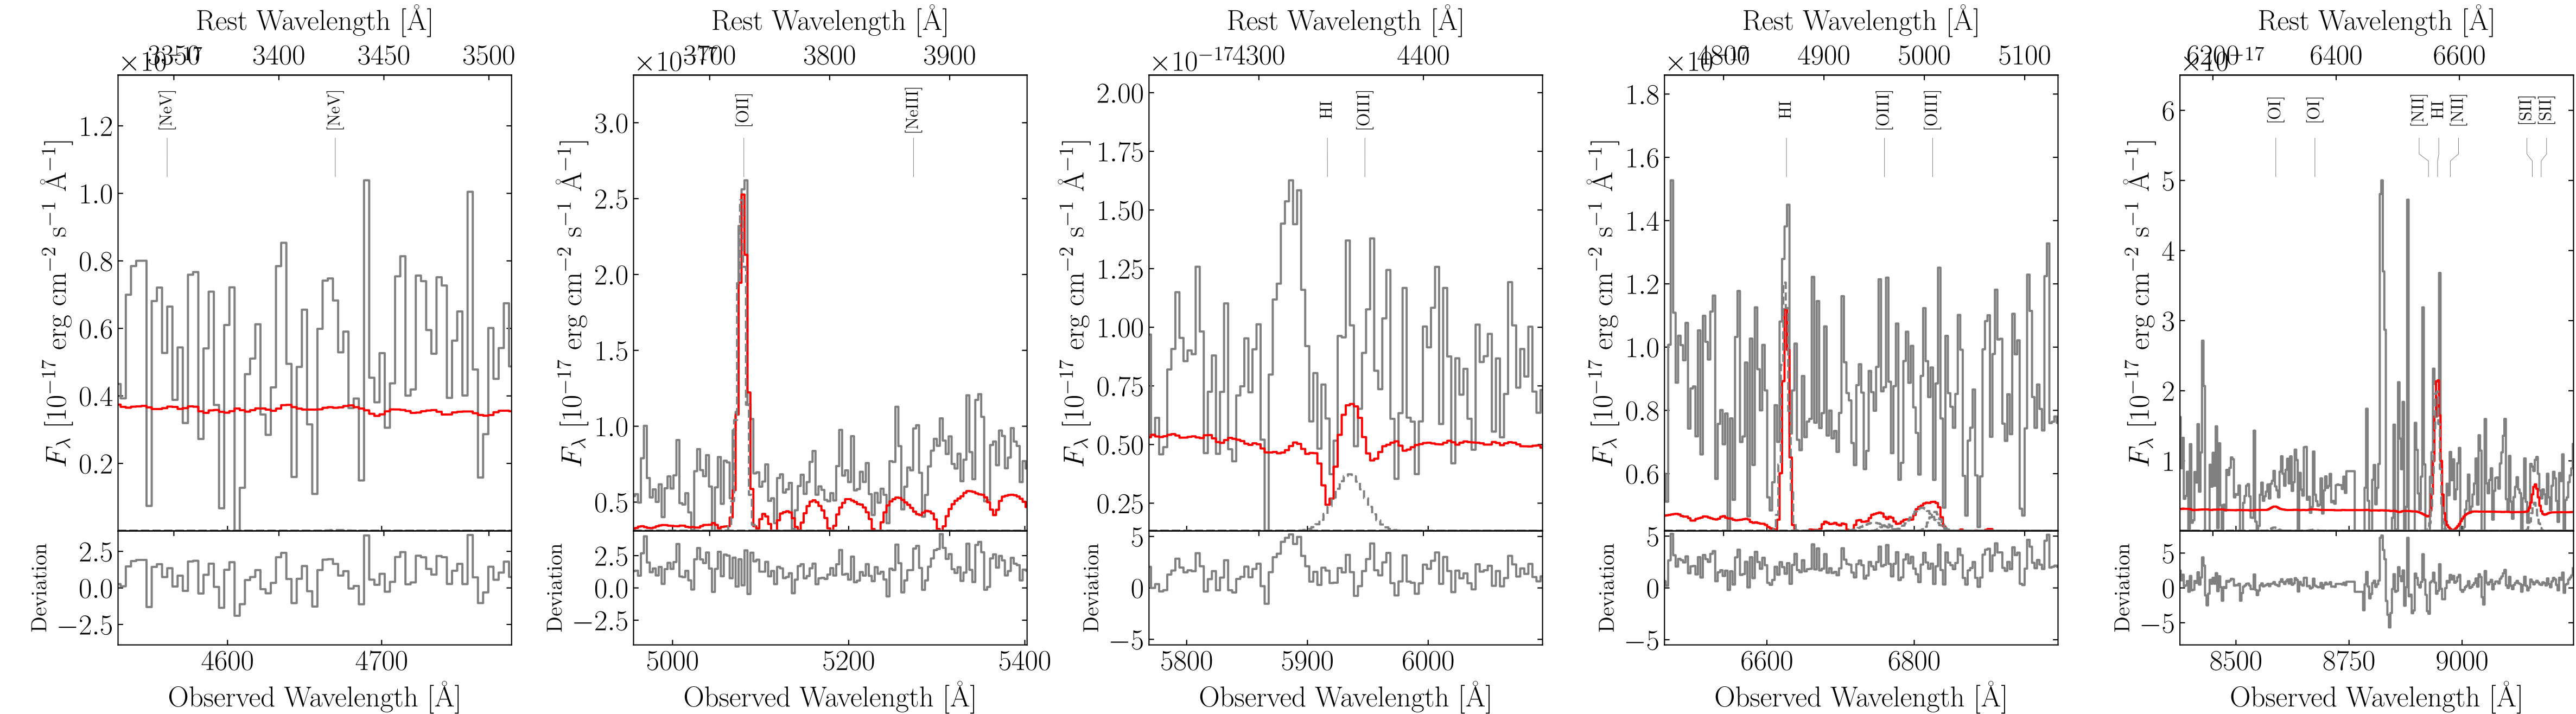 Rest Wavelength [Å] Rest Wavelength [Å] Rest Wavelength [Å] Rest Wavelength [Å] Rest Wavelength [Å]
3400 3450 3500 3800 3900 4300 4400 4900 5000 5100 6400 6600
[NeV] [NeV] [OII] [NeIII] HI [OIII] HI [OIII] [OIII] [OI] [OI] [NII] HI [NII] [SII] [SII]
F_λ [10⁻¹⁷ erg cm⁻² s⁻¹ Å⁻¹] F_λ [10⁻¹⁷ erg cm⁻² s⁻¹ Å⁻¹] F_λ [10⁻¹⁷ erg cm⁻² s⁻¹ Å⁻¹] F_λ [10⁻¹⁷ erg cm⁻² s⁻¹ Å⁻¹] F_λ [10⁻¹⁷ erg cm⁻² s⁻¹ Å⁻¹]
1.2 3.0 2.00 1.8 6
1.0 2.5 1.75 1.6 5
0.8 2.0 1.50 1.4 4
0.6 1.5 1.25 1.2 3
0.4 1.0 1.00 1.0 2
0.2 0.5 0.75 0.8 1
0.50 0.6
0.25
Deviation Deviation Deviation Deviation Deviation
2.5 2.5 5 5 5
0.0 0.0 0 0 0
−2.5 −2.5 −5 −5 −5
4600 4700 5000 5200 5400 5800 5900 6000 6600 6800 8500 8750 9000
Observed Wavelength [Å] Observed Wavelength [Å] Observed Wavelength [Å] Observed Wavelength [Å] Observed Wavelength [Å]